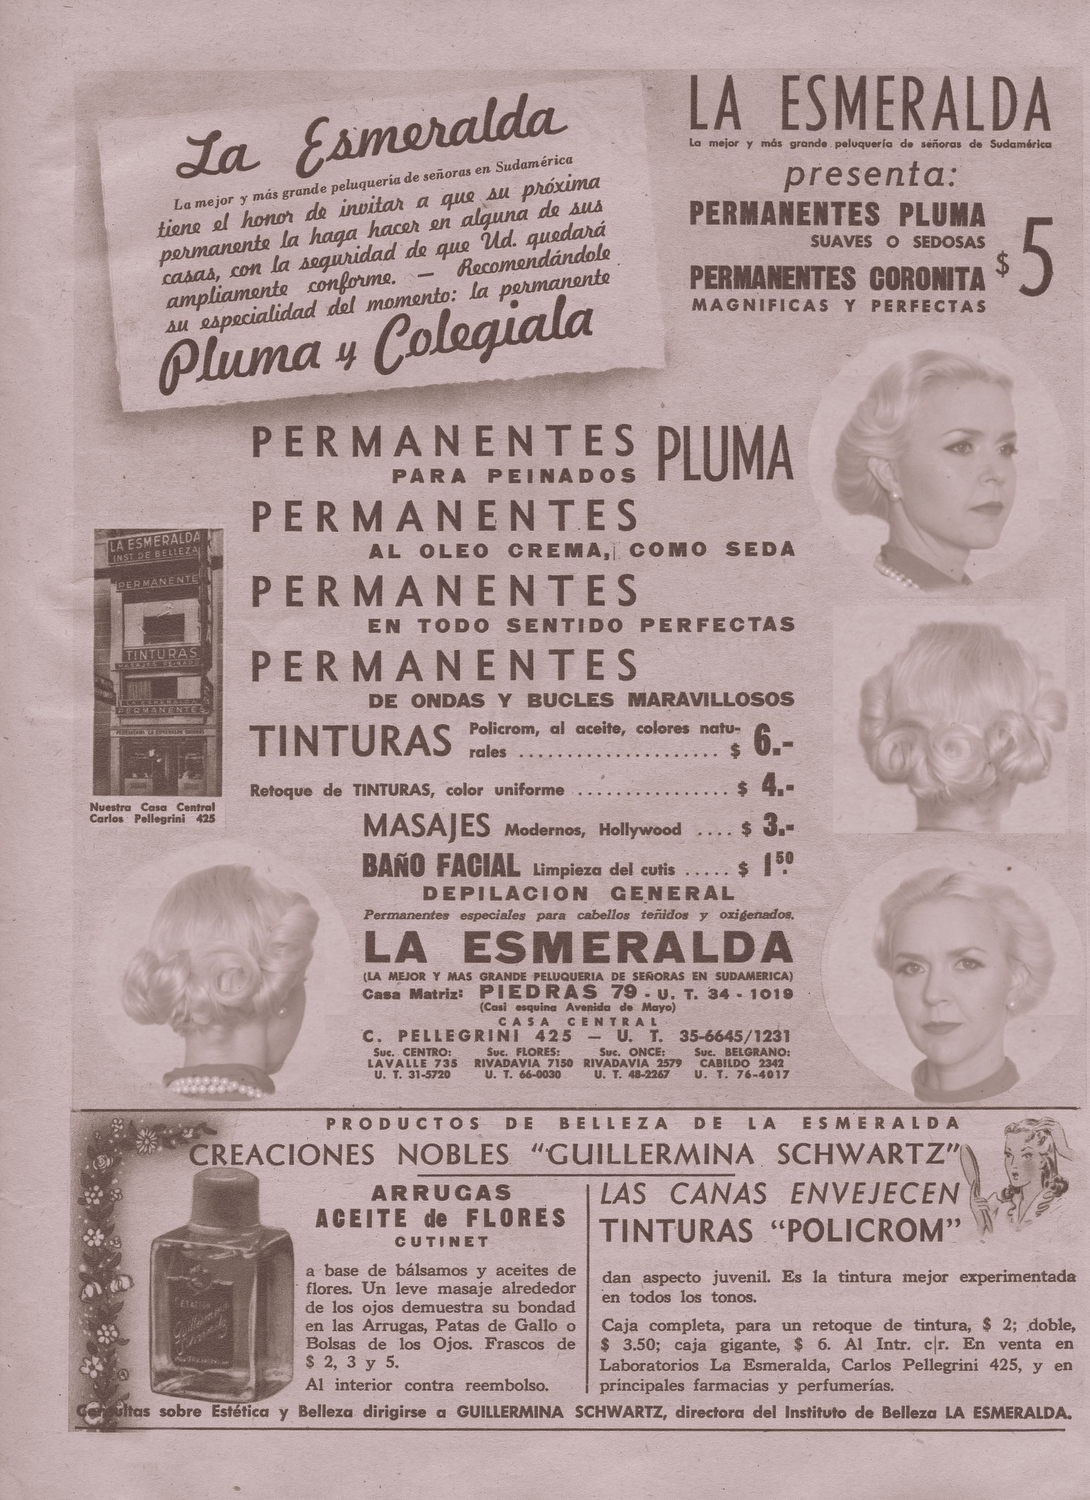 La Esmeralda
La mejor y más grande peluquería de señoras en Sudamérica
tiene el honor de invitar a que su próxima
permanente la haga hacer en alguna de sus
casas, con la seguridad de que Ud. quedará
ampliamente conforme. — Recomendándole
su especialidad del momento: la permanente
Pluma y Colegiala
LA ESMERALDA
La mejor y más grande peluquería de señoras de Sudamérica
presenta:
PERMANENTES PLUMA
SUAVES O SEDOSAS
PERMANENTES CORONITA
MAGNIFICAS Y PERFECTAS
$ 5
PERMANENTES PLUMA
PARA PEINADOS
PERMANENTES
AL OLEO CREMA, COMO SEDA
PERMANENTES
EN TODO SENTIDO PERFECTAS
PERMANENTES
DE ONDAS Y BUCLES MARAVILLOSOS
TINTURAS Policrom, al aceite, colores natu-
rales .................... $ 6.-
Retoque de TINTURAS, color uniforme ................ $ 4.-
MASAJES Modernos, Hollywood .... $ 3.-
BAÑO FACIAL Limpieza del cutis ..... $ 1.50
DEPILACION GENERAL
Permanentes especiales para cabellos teñidos y oxigenados.
LA ESMERALDA
INST. DE BELLEZA
PERMANENTE
TINTURAS
PERMANENTES
Nuestra Casa Central
Carlos Pellegrini 425
LA ESMERALDA
(LA MEJOR Y MAS GRANDE PELUQUERIA DE SEÑORAS EN SUDAMERICA)
Casa Matriz: PIEDRAS 79 - U. T. 34 - 1019
(Casi esquina Avenida de Mayo)
CASA CENTRAL
C. PELLEGRINI 425 — U. T. 35-6645/1231
Suc. CENTRO: Suc. FLORES: Suc. ONCE: Suc. BELGRANO:
LAVALLE 735 RIVADAVIA 7150 RIVADAVIA 2579 CABILDO 2342
U. T. 31-5720 U. T. 66-0030 U. T. 48-2267 U. T. 76-4017
PRODUCTOS DE BELLEZA DE LA ESMERALDA
CREACIONES NOBLES "GUILLERMINA SCHWARTZ"
ARRUGAS
ACEITE de FLORES
CUTINET
a base de bálsamos y aceites de
flores. Un leve masaje alrededor
de los ojos demuestra su bondad
en las Arrugas, Patas de Gallo o
Bolsas de los Ojos. Frascos de
$ 2, 3 y 5.
Al interior contra reembolso.
LAS CANAS ENVEJECEN
TINTURAS "POLICROM"
dan aspecto juvenil. Es la tintura mejor experimentada
en todos los tonos.
Caja completa, para un retoque de tintura, $ 2; doble,
$ 3.50; caja gigante, $ 6. Al Intr. c|r. En venta en
Laboratorios La Esmeralda, Carlos Pellegrini 425, y en
principales farmacias y perfumerías.
Consultas sobre Estética y Belleza dirigirse a GUILLERMINA SCHWARTZ, directora del Instituto de Belleza LA ESMERALDA.